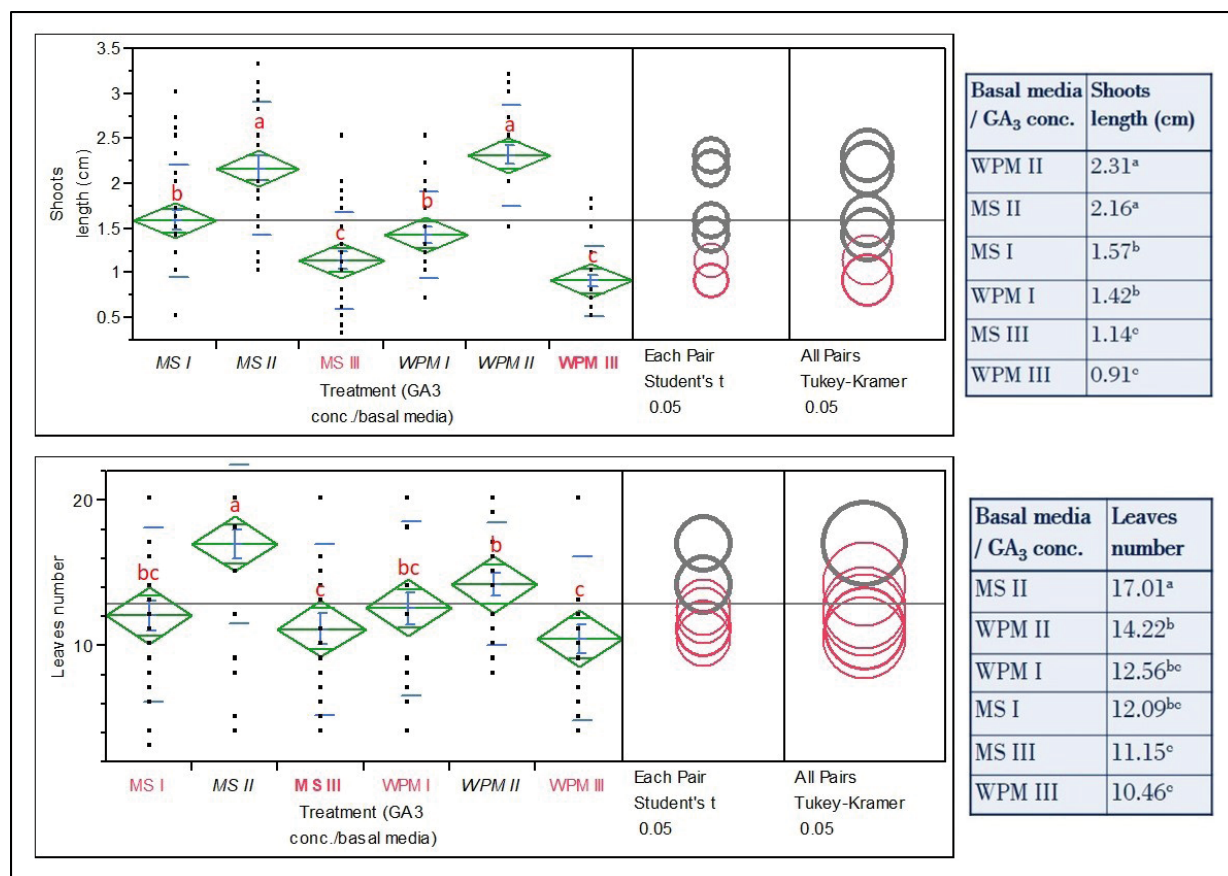 3.5
3
2.5
2
1.5
1
0.5
Shoots
length (cm)
b
a
c
b
a
c
MS I
MS II
MS III
WPM I
WPM II
WPM III
Treatment (GA3
conc./basal media)
Each Pair
Student's t
0.05
All Pairs
Tukey-Kramer
0.05
Basal media / GA₃ conc. Shoots length (cm)
WPM II 2.31ᵃ
MS II 2.16ᵃ
MS I 1.57ᵇ
WPM I 1.42ᵇ
MS III 1.14ᶜ
WPM III 0.91ᶜ
20
10
Leaves number
bc
a
c
bc
b
c
MS I
MS II
MS III
WPM I
WPM II
WPM III
Treatment (GA3
conc./basal media)
Each Pair
Student's t
0.05
All Pairs
Tukey-Kramer
0.05
Basal media / GA₃ conc. Leaves number
MS II 17.01ᵃ
WPM II 14.22ᵇ
WPM I 12.56ᵇᶜ
MS I 12.09ᵇᶜ
MS III 11.15ᶜ
WPM III 10.46ᶜ